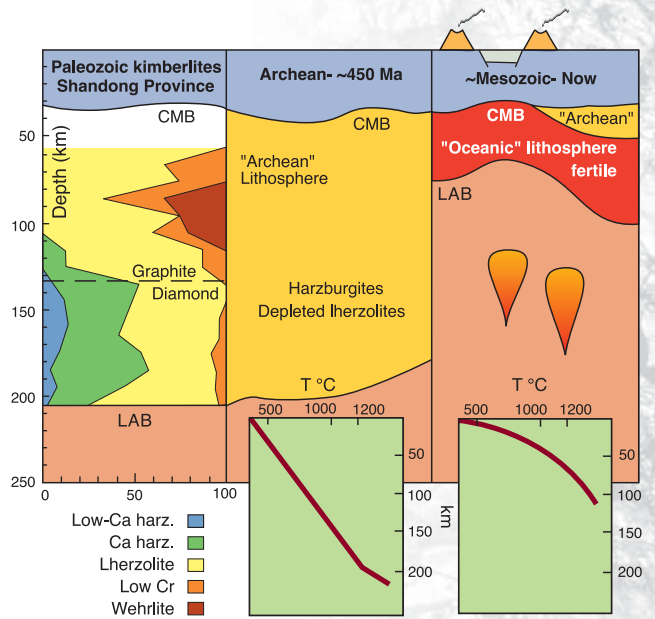 Paleozoic kimberlites
Shandong Province
Archean- ~450 Ma
~Mesozoic- Now
CMB
CMB
CMB
"Archean"
"Oceanic" lithosphere
fertile
"Archean"
Lithosphere
LAB
Depth (km)
50
100
150
200
250
Graphite
Diamond
Harzburgites
Depleted lherzolites
LAB
0
50
100
T °C
500
1000
1200
50
100
150
200
km
T °C
500
1000
1200
50
100
150
200
Low-Ca harz.
Ca harz.
Lherzolite
Low Cr
Wehrlite